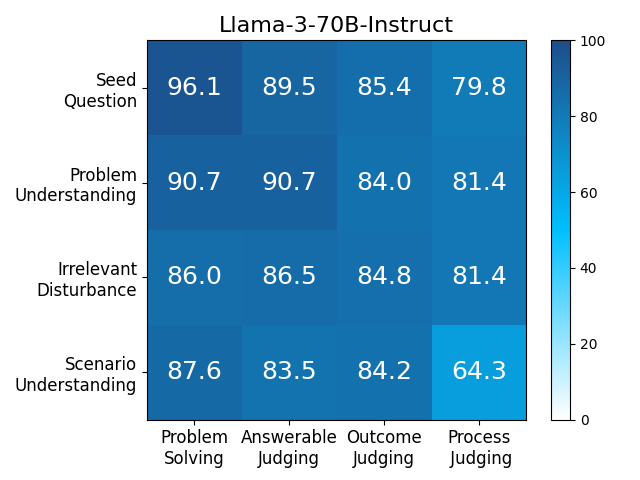 Llama-3-70B-Instruct
Seed
Question
96.1 89.5 85.4 79.8
Problem
Understanding
90.7 90.7 84.0 81.4
Irrelevant
Disturbance
86.0 86.5 84.8 81.4
Scenario
Understanding
87.6 83.5 84.2 64.3
Problem
Solving
Answerable
Judging
Outcome
Judging
Process
Judging
100
80
60
40
20
0